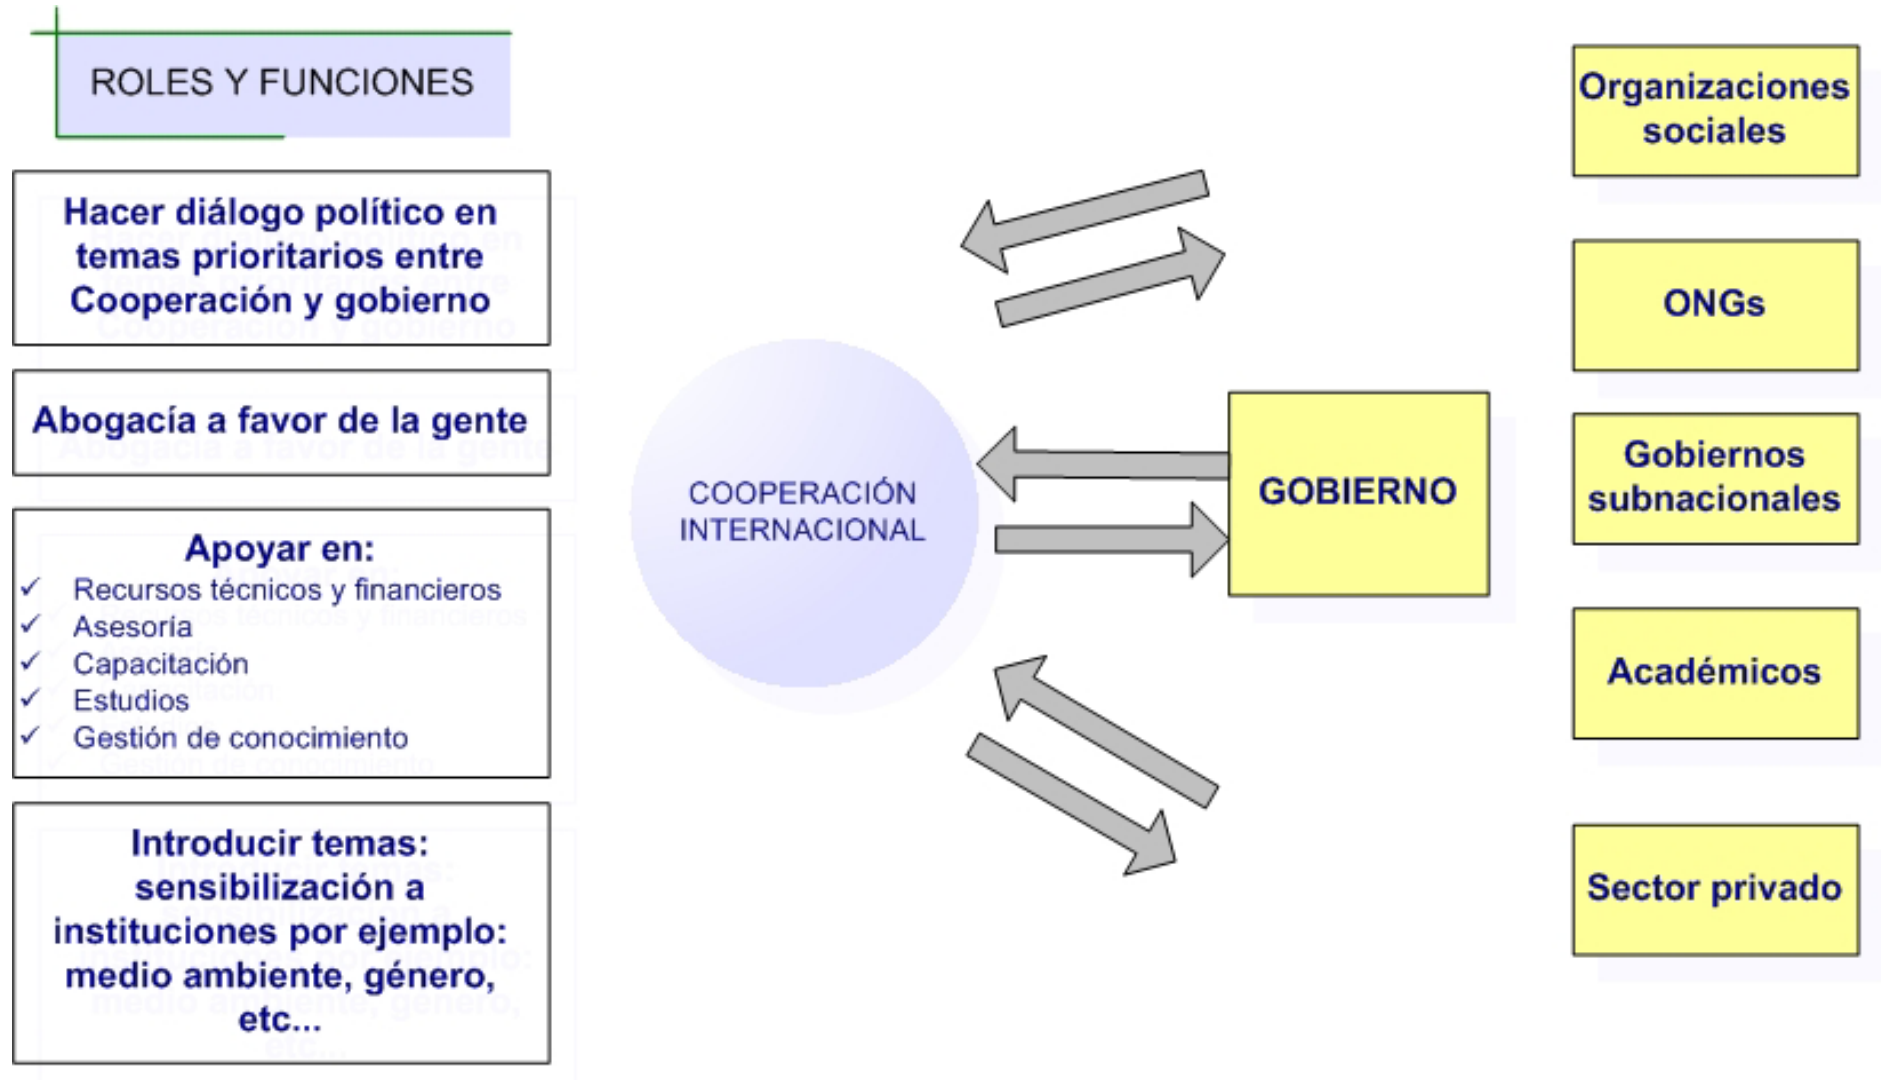 ROLES Y FUNCIONES
Hacer diálogo político en
temas prioritarios entre
Cooperación y gobierno
Abogacía a favor de la gente
Apoyar en:
✓ Recursos técnicos y financieros
✓ Asesoría
✓ Capacitación
✓ Estudios
✓ Gestión de conocimiento
Introducir temas:
sensibilización a
instituciones por ejemplo:
medio ambiente, género,
etc...
COOPERACIÓN
INTERNACIONAL
GOBIERNO
Organizaciones
sociales
ONGs
Gobiernos
subnacionales
Académicos
Sector privado